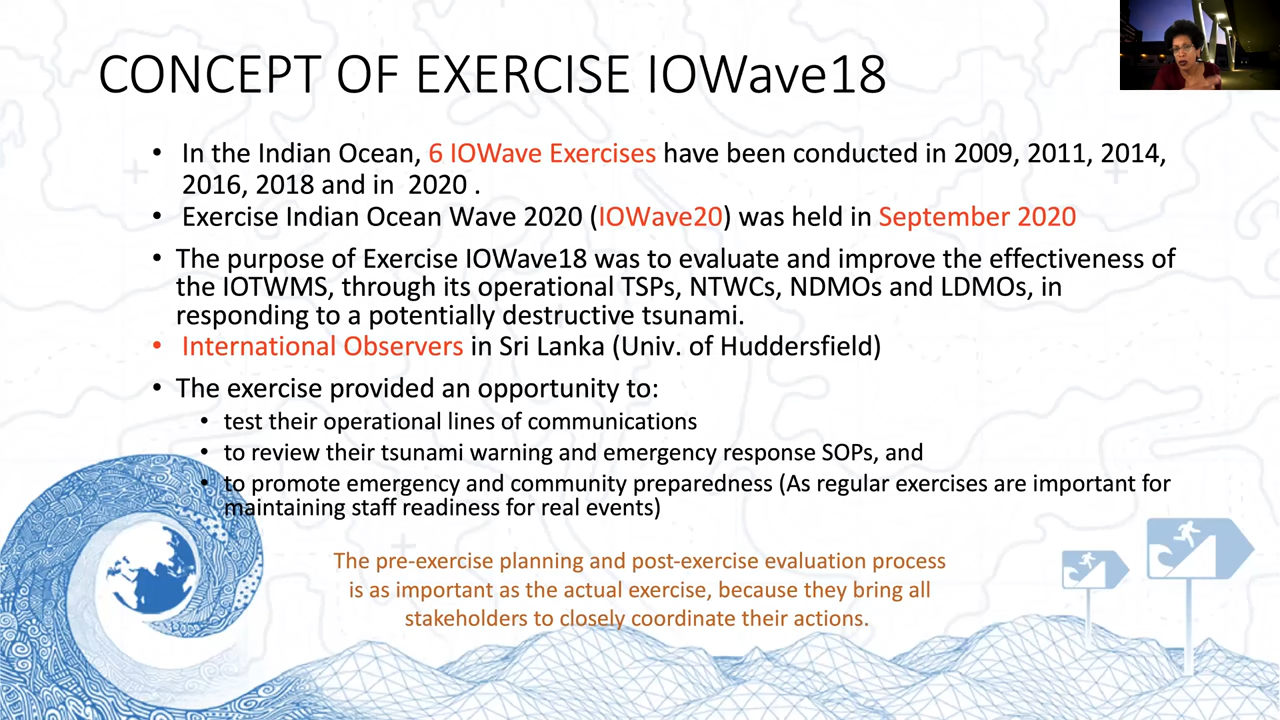 CONCEPT OF EXERCISE IOWave18
• In the Indian Ocean, 6 IOWave Exercises have been conducted in 2009, 2011, 2014,
2016, 2018 and in 2020 .
• Exercise Indian Ocean Wave 2020 (IOWave20) was held in September 2020
• The purpose of Exercise IOWave18 was to evaluate and improve the effectiveness of
the IOTWMS, through its operational TSPs, NTWCs, NDMOs and LDMOs, in
responding to a potentially destructive tsunami.
• International Observers in Sri Lanka (Univ. of Huddersfield)
• The exercise provided an opportunity to:
• test their operational lines of communications
• to review their tsunami warning and emergency response SOPs, and
• to promote emergency and community preparedness (As regular exercises are important for
maintaining staff readiness for real events)
The pre-exercise planning and post-exercise evaluation process
is as important as the actual exercise, because they bring all
stakeholders to closely coordinate their actions.